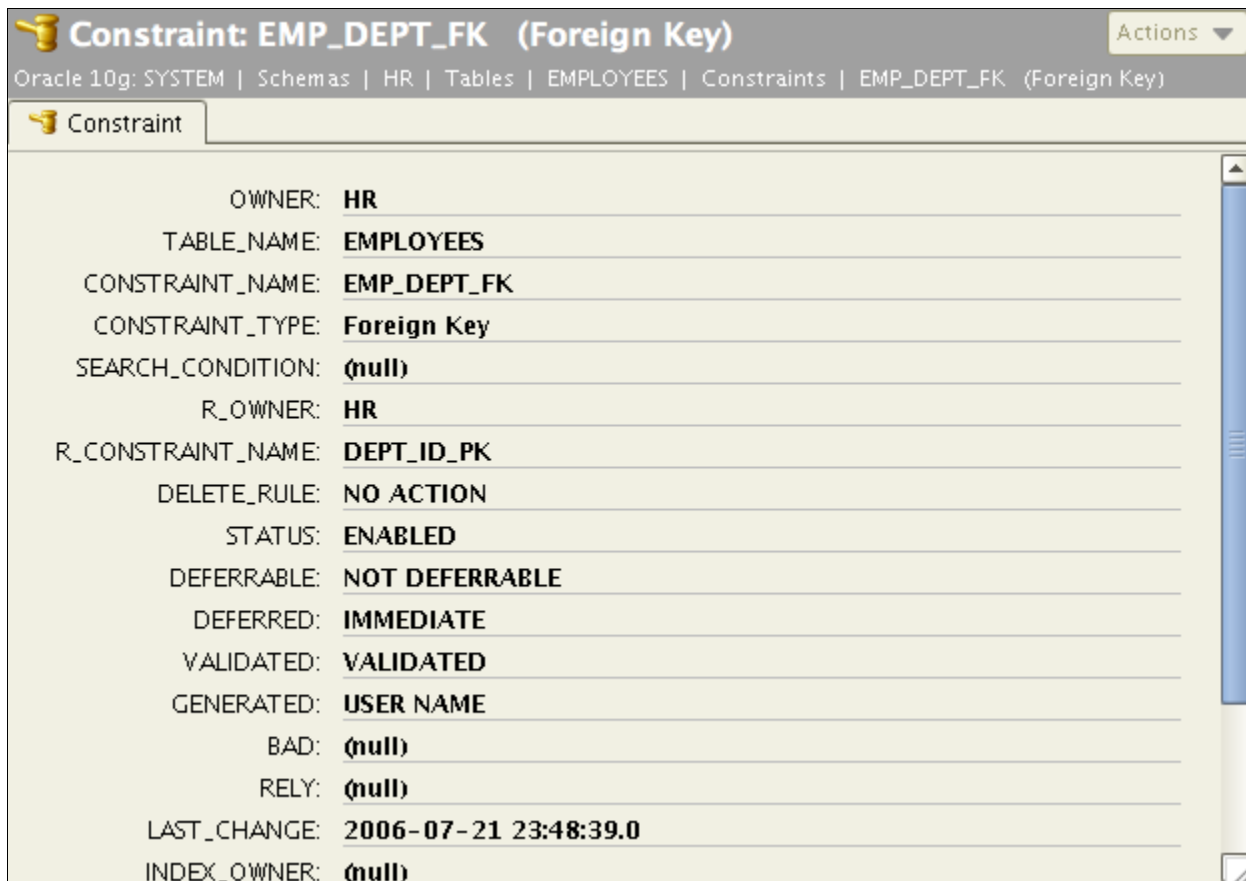 Constraint: EMP_DEPT_FK (Foreign Key)
Actions
Oracle 10g: SYSTEM | Schemas | HR | Tables | EMPLOYEES | Constraints | EMP_DEPT_FK (Foreign Key)
Constraint
OWNER: HR
TABLE_NAME: EMPLOYEES
CONSTRAINT_NAME: EMP_DEPT_FK
CONSTRAINT_TYPE: Foreign Key
SEARCH_CONDITION: (null)
R_OWNER: HR
R_CONSTRAINT_NAME: DEPT_ID_PK
DELETE_RULE: NO ACTION
STATUS: ENABLED
DEFERRABLE: NOT DEFERRABLE
DEFERRED: IMMEDIATE
VALIDATED: VALIDATED
GENERATED: USER NAME
BAD: (null)
RELY: (null)
LAST_CHANGE: 2006-07-21 23:48:39.0
INDEX_OWNER: (null)